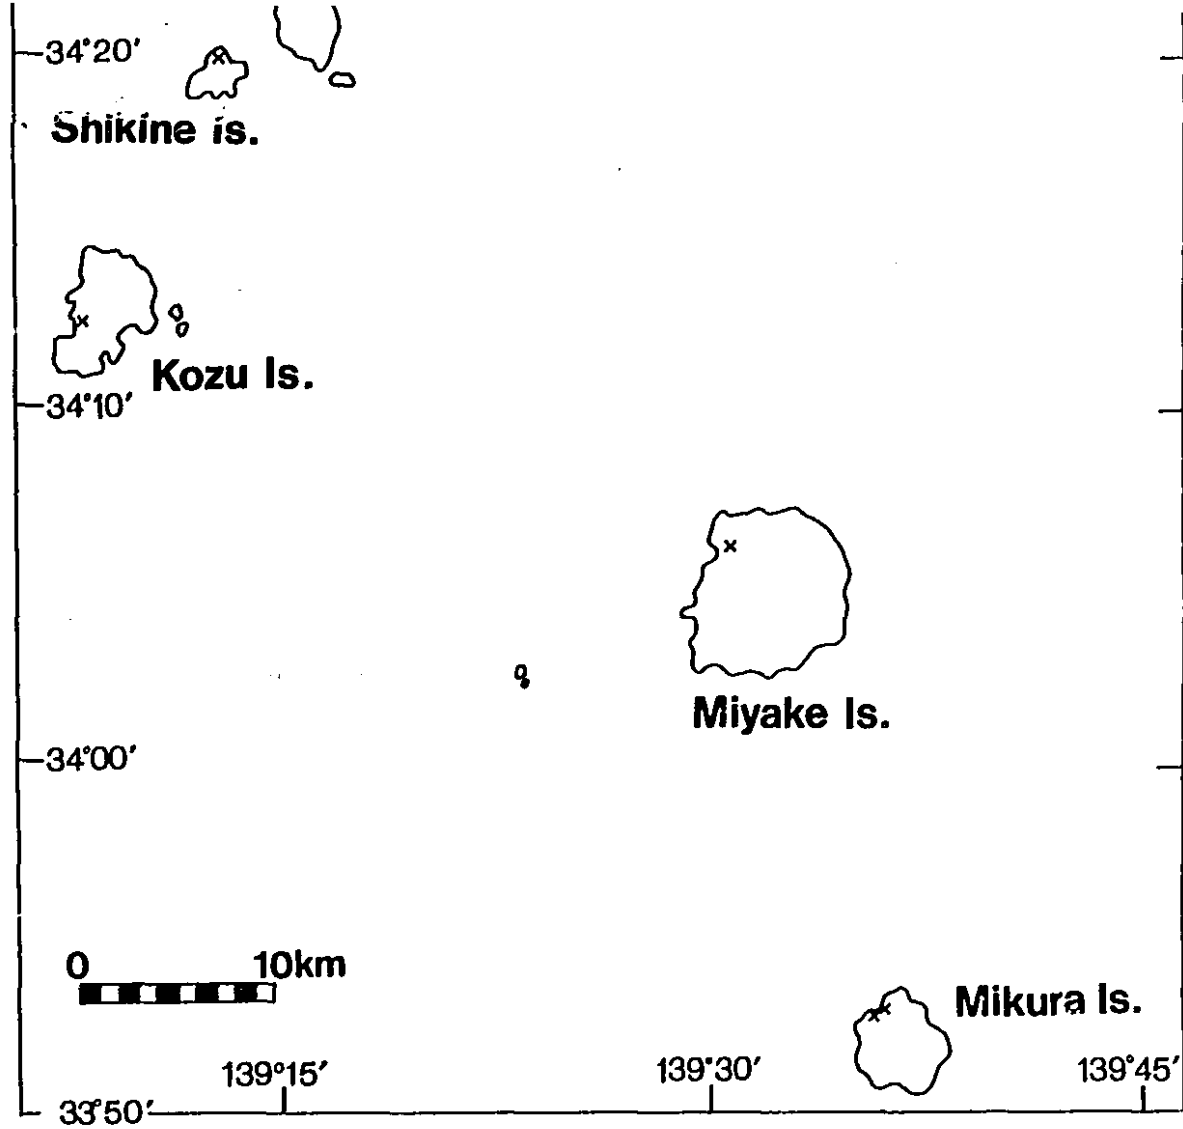 34°20′
Shikine is.
Kozu Is.
34°10′
Miyake Is.
34°00′
0 10km
Mikura Is.
139°15′ 139°30′ 139°45′
33°50′